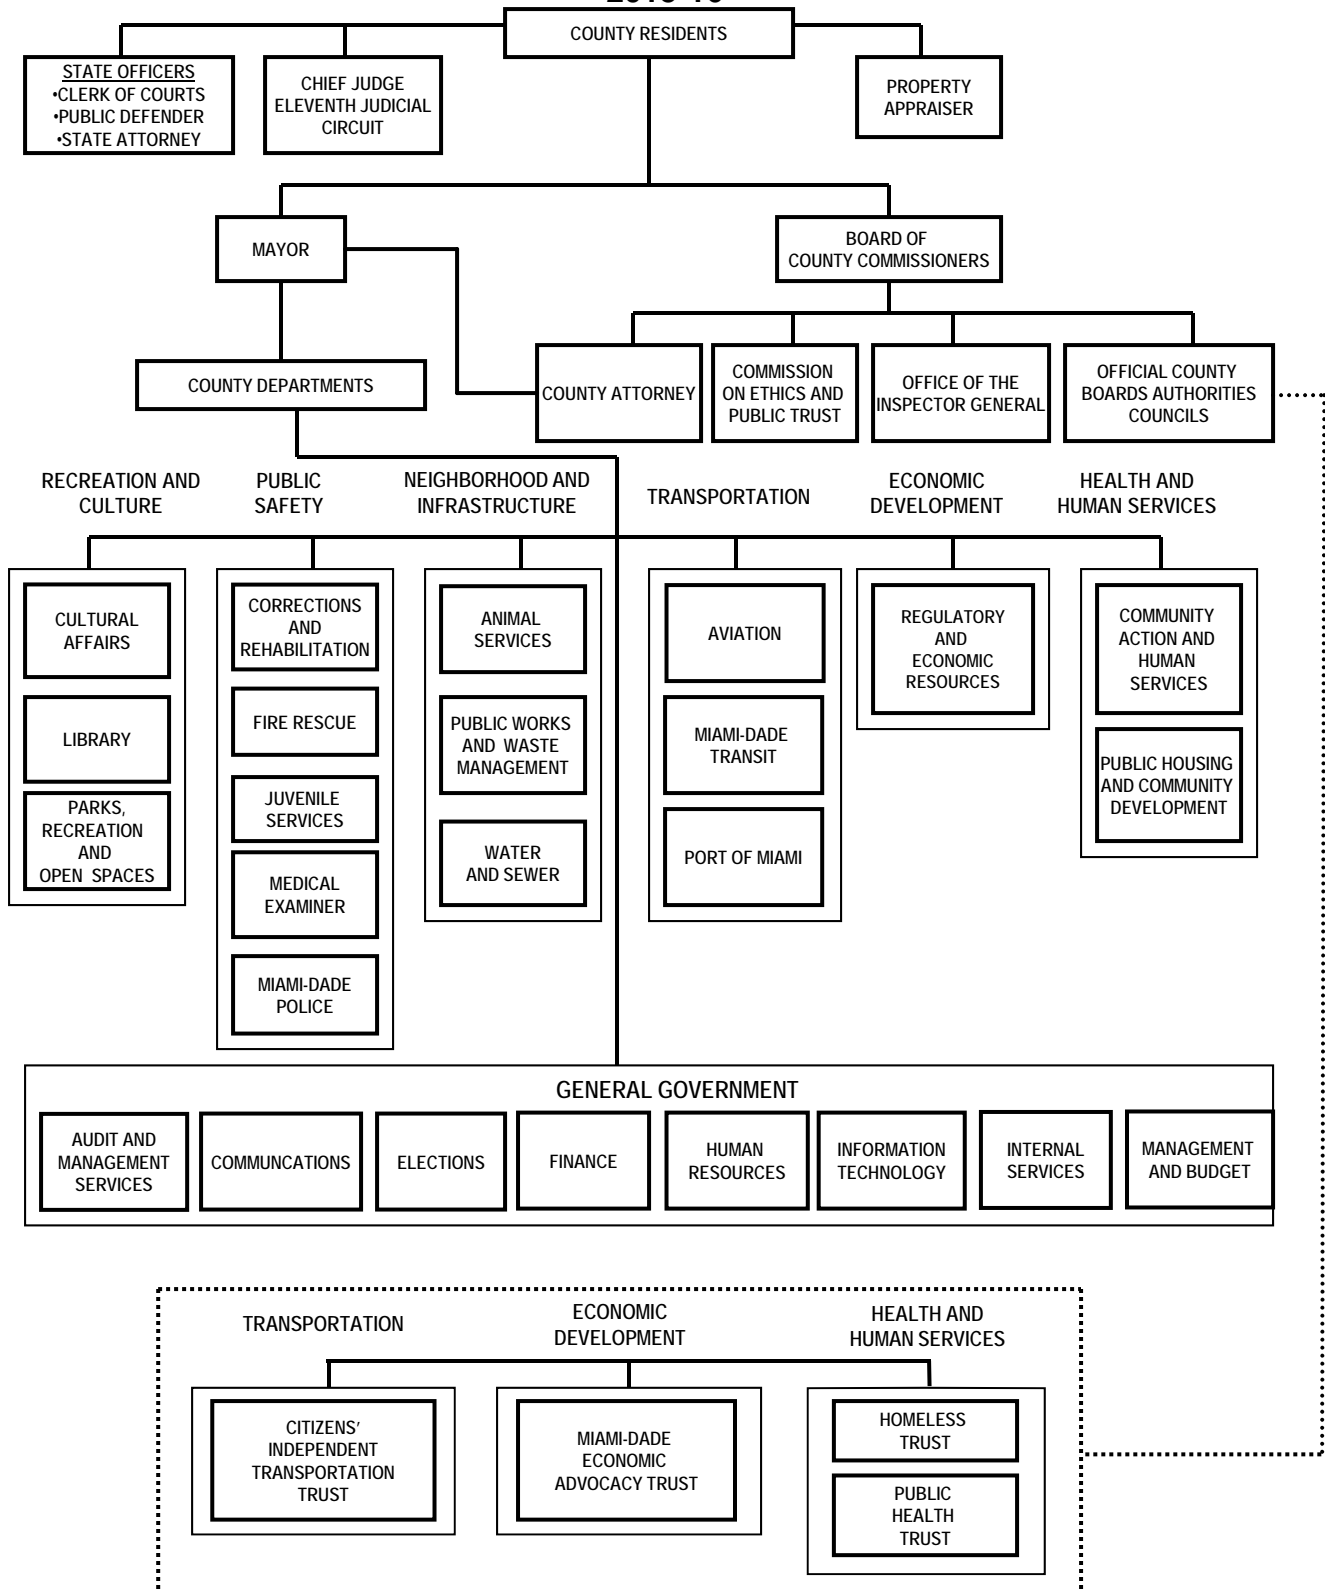 COUNTY RESIDENTS
STATE OFFICERS
•CLERK OF COURTS
•PUBLIC DEFENDER
•STATE ATTORNEY
CHIEF JUDGE
ELEVENTH JUDICIAL
CIRCUIT
PROPERTY
APPRAISER
MAYOR
BOARD OF
COUNTY COMMISSIONERS
COUNTY DEPARTMENTS
COUNTY ATTORNEY
COMMISSION
ON ETHICS AND
PUBLIC TRUST
OFFICE OF THE
INSPECTOR GENERAL
OFFICIAL COUNTY
BOARDS AUTHORITIES
COUNCILS
RECREATION AND
CULTURE
PUBLIC
SAFETY
NEIGHBORHOOD AND
INFRASTRUCTURE
TRANSPORTATION
ECONOMIC
DEVELOPMENT
HEALTH AND
HUMAN SERVICES
CULTURAL
AFFAIRS
LIBRARY
PARKS,
RECREATION
AND
OPEN SPACES
CORRECTIONS
AND
REHABILITATION
FIRE RESCUE
JUVENILE
SERVICES
MEDICAL
EXAMINER
MIAMI-DADE
POLICE
ANIMAL
SERVICES
PUBLIC WORKS
AND WASTE
MANAGEMENT
WATER
AND SEWER
AVIATION
MIAMI-DADE
TRANSIT
PORT OF MIAMI
REGULATORY
AND
ECONOMIC
RESOURCES
COMMUNITY
ACTION AND
HUMAN
SERVICES
PUBLIC HOUSING
AND COMMUNITY
DEVELOPMENT
GENERAL GOVERNMENT
AUDIT AND
MANAGEMENT
SERVICES
COMMUNCATIONS
ELECTIONS
FINANCE
HUMAN
RESOURCES
INFORMATION
TECHNOLOGY
INTERNAL
SERVICES
MANAGEMENT
AND BUDGET
TRANSPORTATION
ECONOMIC
DEVELOPMENT
HEALTH AND
HUMAN SERVICES
CITIZENS’
INDEPENDENT
TRANSPORTATION
TRUST
MIAMI-DADE
ECONOMIC
ADVOCACY TRUST
HOMELESS
TRUST
PUBLIC
HEALTH
TRUST